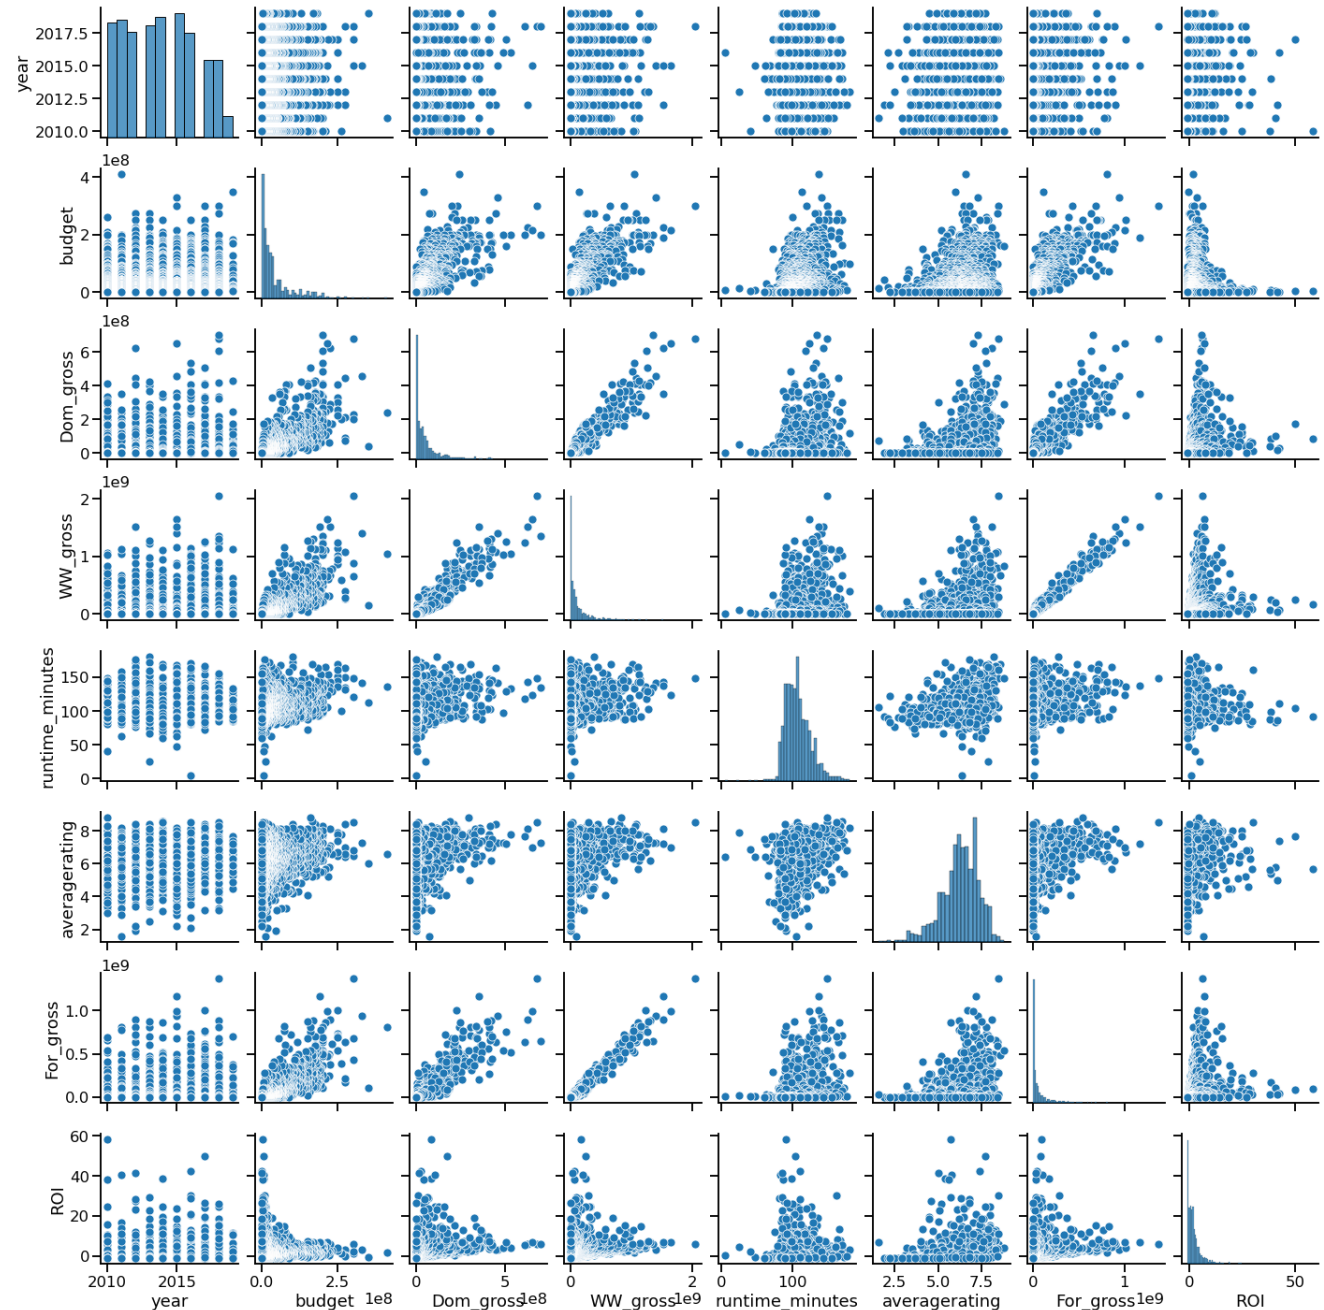 year
2017.5
2015.0
2012.5
2010.0
1e8
budget
4
2
0
1e8
Dom_gross
6
4
2
0
1e9
WW_gross
2
1
0
runtime_minutes
150
100
50
0
averagerating
8
6
4
2
1e9
For_gross
1.0
0.5
0.0
ROI
60
40
20
0
2010 2015 0.0 2.5 0 5 0 2 0 100 2.5 5.0 7.5 0 1 0 50
year budget 1e8 Dom_gross 1e8 WW_gross 1e9 runtime_minutes averagerating For_gross 1e9 ROI